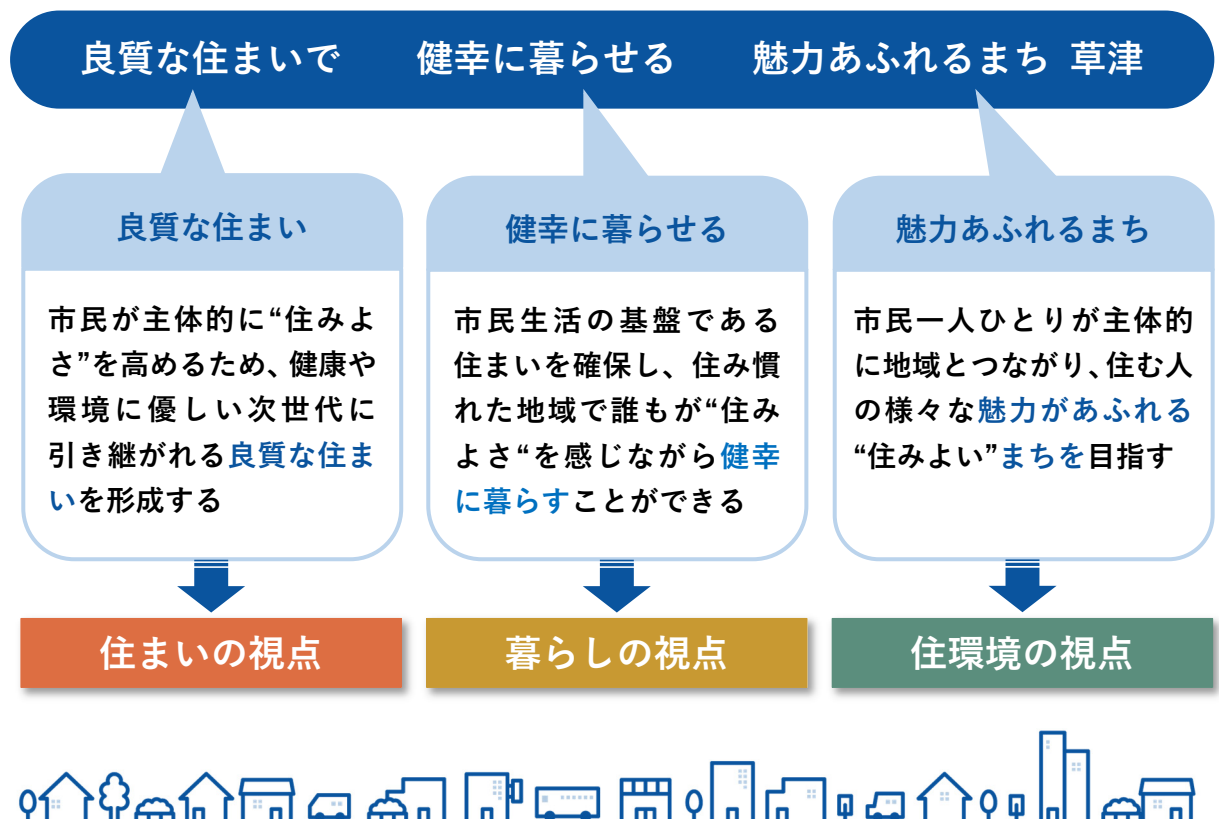 良質な住まいで 健幸に暮らせる 魅力あふれるまち 草津
良質な住まい
市民が主体的に“住みよ
さ”を高めるため、健康や
環境に優しい次世代に
引き継がれる良質な住ま
いを形成する
健幸に暮らせる
市民生活の基盤である
住まいを確保し、住み慣
れた地域で誰もが“住み
よさ“を感じながら健幸
に暮らすことができる
魅力あふれるまち
市民一人ひとりが主体的
に地域とつながり、住む人
の様々な魅力があふれる
“住みよい”まちを目指す
住まいの視点
暮らしの視点
住環境の視点